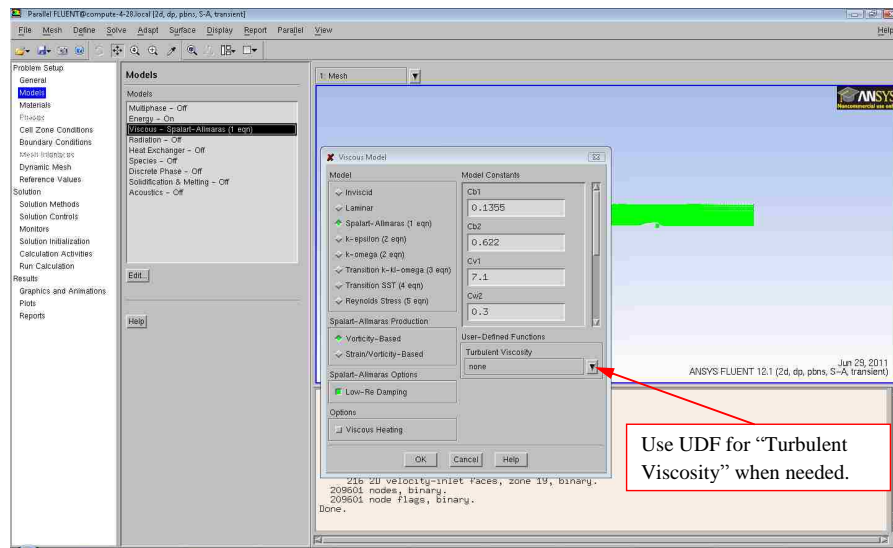 Parallel FLUENT@compute-4-28.local [2d, dp, pbns, S-A, transient]
File Mesh Define Solve Adapt Surface Display Report Parallel View Help
Problem Setup
General
Models
Materials
Phases
Cell Zone Conditions
Boundary Conditions
Mesh Interfaces
Dynamic Mesh
Reference Values
Solution
Solution Methods
Solution Controls
Monitors
Solution Initialization
Calculation Activities
Run Calculation
Results
Graphics and Animations
Plots
Reports
Models
Models
Multiphase - Off
Energy - On
Viscous - Spalart-Allmaras (1 eqn)
Radiation - Off
Heat Exchanger - Off
Species - Off
Discrete Phase - Off
Solidification & Melting - Off
Acoustics - Off
Edit...
Help
1: Mesh
ANSYS
Noncommercial use only
Viscous Model
Model
Inviscid
Laminar
Spalart-Allmaras (1 eqn)
k-epsilon (2 eqn)
k-omega (2 eqn)
Transition k-kl-omega (3 eqn)
Transition SST (4 eqn)
Reynolds Stress (5 eqn)
Spalart-Allmaras Production
Vorticity-Based
Strain/Vorticity-Based
Spalart-Allmaras Options
Low-Re Damping
Options
Viscous Heating
Model Constants
Cb1
0.1355
Cb2
0.622
Cv1
7.1
Cw2
0.3
User-Defined Functions
Turbulent Viscosity
none
OK Cancel Help
Jun 29, 2011
ANSYS FLUENT 12.1 (2d, dp, pbns, S-A, transient)
216 2D velocity-inlet faces, zone 19, binary.
209601 nodes, binary.
209601 node flags, binary.
Done.
Use UDF for “Turbulent
Viscosity” when needed.